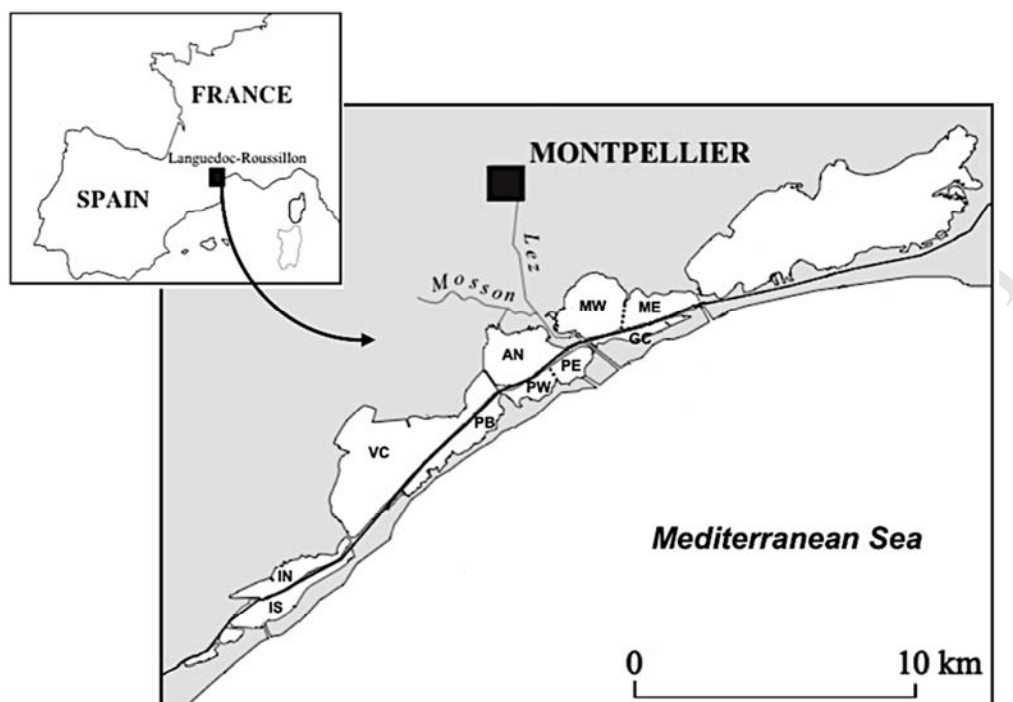 FRANCE
Languedoc-Roussillon
SPAIN
MONTPELLIER
Lez
Mosson
MW
ME
GC
AN
PE
PW
PB
VC
IN
IS
Mediterranean Sea
0
10 km